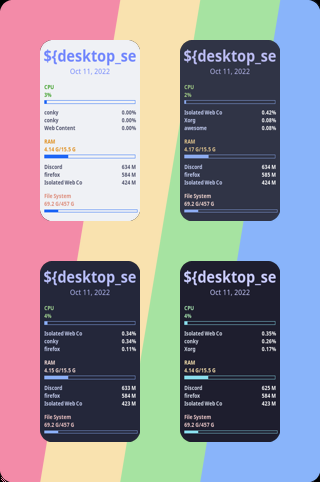 ${desktop_se
Oct 11, 2022
CPU
3%
conky 0.00%
conky 0.00%
Web Content 0.00%
RAM
4.14 G/15.5 G
Discord 634 M
firefox 584 M
Isolated Web Co 424 M
File System
69.2 G/457 G
${desktop_se
Oct 11, 2022
CPU
2%
Isolated Web Co 0.42%
Xorg 0.08%
awesome 0.08%
RAM
4.17 G/15.5 G
Discord 634 M
firefox 585 M
Isolated Web Co 424 M
File System
69.2 G/457 G
${desktop_se
Oct 11, 2022
CPU
4%
Isolated Web Co 0.34%
conky 0.34%
firefox 0.11%
RAM
4.15 G/15.5 G
Discord 633 M
firefox 584 M
Isolated Web Co 423 M
File System
69.2 G/457 G
${desktop_se
Oct 11, 2022
CPU
4%
Isolated Web Co 0.35%
conky 0.26%
Xorg 0.17%
RAM
4.14 G/15.5 G
Discord 625 M
firefox 584 M
Isolated Web Co 423 M
File System
69.2 G/457 G